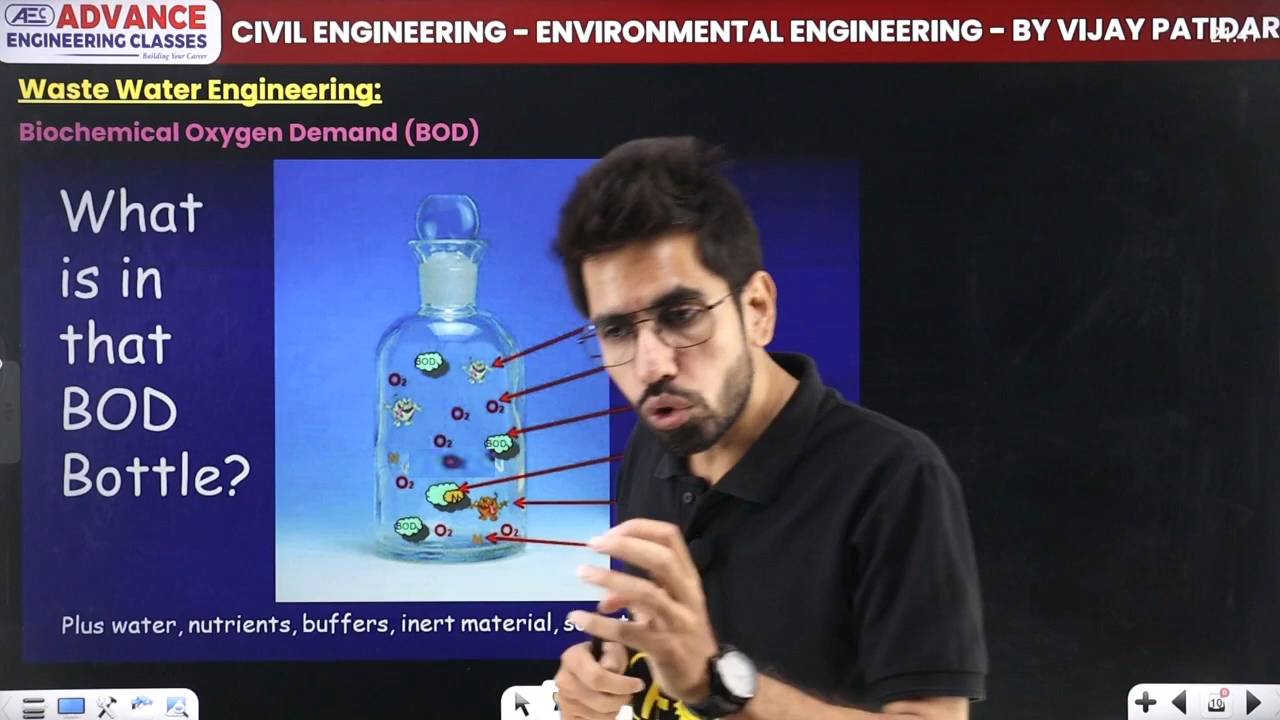 AEC ADVANCE
ENGINEERING CLASSES
Building Your Career
CIVIL ENGINEERING - ENVIRONMENTAL ENGINEERING - BY VIJAY PATIDAR
Waste Water Engineering:
Biochemical Oxygen Demand (BOD)
What
is in
that
BOD
Bottle?
BOD
O₂
O₂
O₂
O₂
BOD
N
N
O₂
N
BOD
O₂
O₂
N
Plus water, nutrients, buffers, inert material,
10